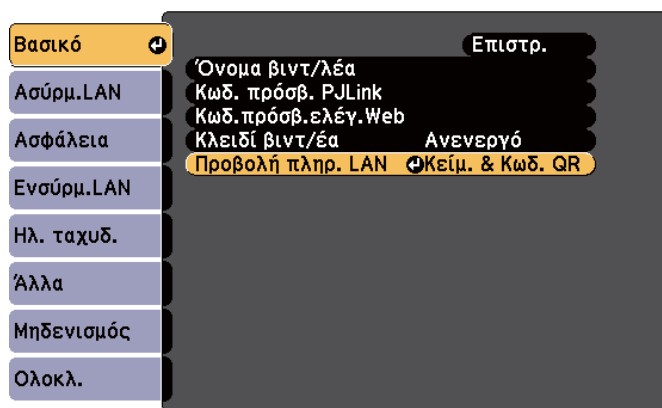 Βασικό
Ασύρμ.LAN
Ασφάλεια
Ενσύρμ.LAN
Ηλ. ταχυδ.
Άλλα
Μηδενισμός
Ολοκλ.
Επιστρ.
Όνομα βιντ/λέα
Κωδ. πρόσβ. PJLink
Κωδ.πρόσβ.ελέγ.Web
Κλειδί βιντ/έα Ανενεργό
Προβολή πληρ. LAN Κείμ. & Κωδ. QR